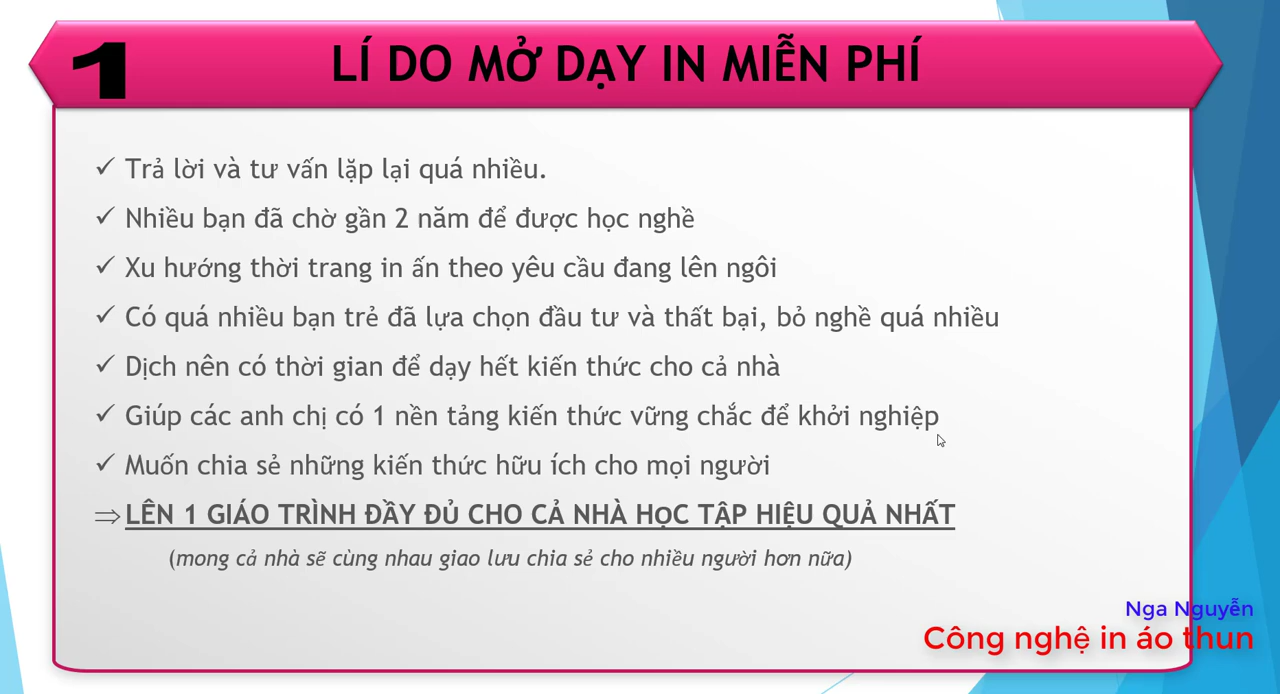 1
LÍ DO MỞ DẠY IN MIỄN PHÍ
✓ Trả lời và tư vấn lặp lại quá nhiều.
✓ Nhiều bạn đã chờ gần 2 năm để được học nghề
✓ Xu hướng thời trang in ấn theo yêu cầu đang lên ngôi
✓ Có quá nhiều bạn trẻ đã lựa chọn đầu tư và thất bại, bỏ nghề quá nhiều
✓ Dịch nên có thời gian để dạy hết kiến thức cho cả nhà
✓ Giúp các anh chị có 1 nền tảng kiến thức vững chắc để khởi nghiệp
✓ Muốn chia sẻ những kiến thức hữu ích cho mọi người
⇒ LÊN 1 GIÁO TRÌNH ĐẦY ĐỦ CHO CẢ NHÀ HỌC TẬP HIỆU QUẢ NHẤT
(mong cả nhà sẽ cùng nhau giao lưu chia sẻ cho nhiều người hơn nữa)
Nga Nguyễn
Công nghệ in áo thun